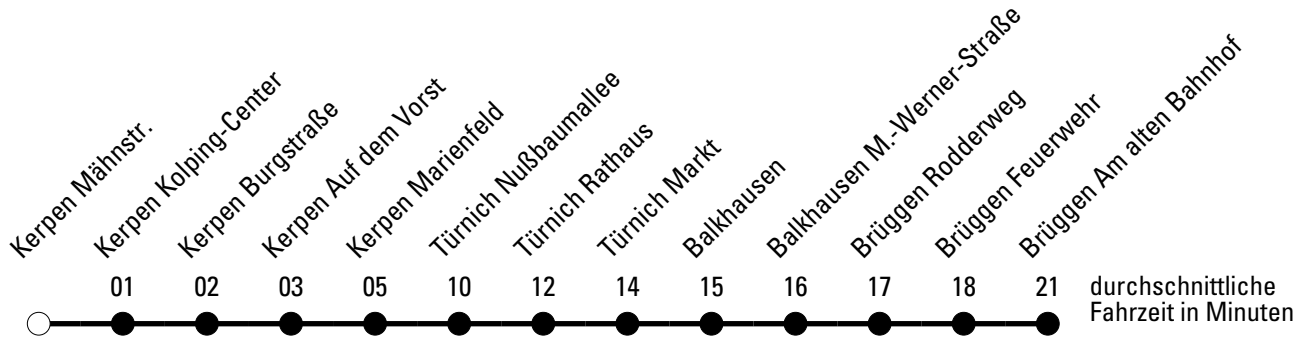 Kerpen Mähnstr.
Kerpen Kolping-Center
Kerpen Burgstraße
Kerpen Auf dem Vorst
Kerpen Marienfeld
Türnich Nußbaumallee
Türnich Rathaus
Türnich Markt
Balkhausen
Balkhausen M.-Werner-Straße
Brüggen Rodderweg
Brüggen Feuerwehr
Brüggen Am alten Bahnhof
01 02 03 05 10 12 14 15 16 17 18 21
durchschnittliche
Fahrzeit in Minuten